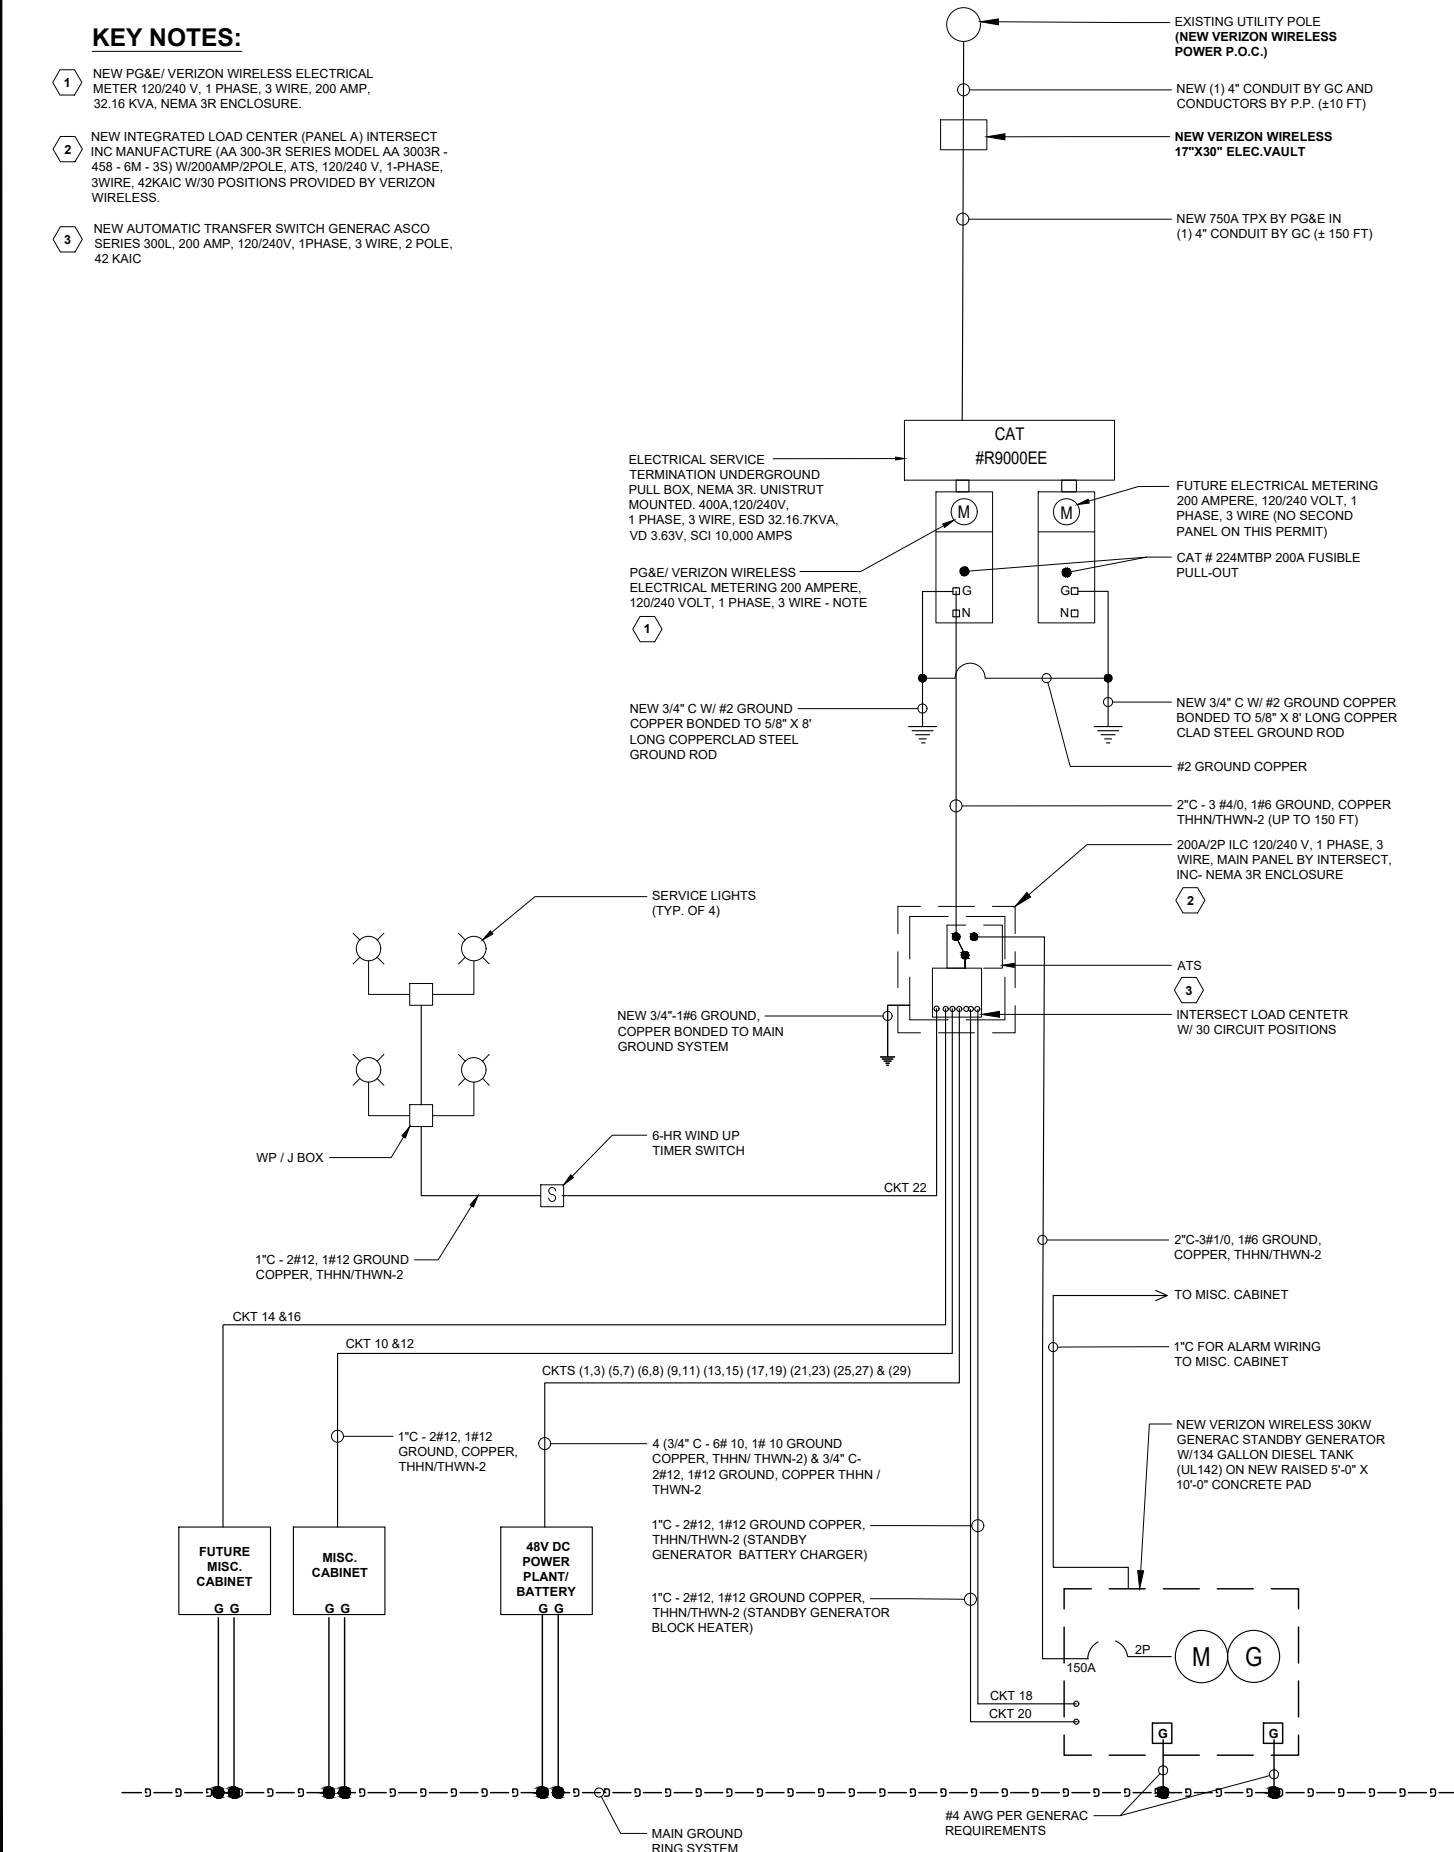 KEY NOTES:
1
NEW PG&E/ VERIZON WIRELESS ELECTRICAL
METER 120/240 V, 1 PHASE, 3 WIRE, 200 AMP,
32.16 KVA, NEMA 3R ENCLOSURE.
2
NEW INTEGRATED LOAD CENTER (PANEL A) INTERSECT
INC MANUFACTURE (AA 300-3R SERIES MODEL AA 3003R -
458 - 6M - 3S) W/200AMP/2POLE, ATS, 120/240 V, 1-PHASE,
3WIRE, 42KAIC W/30 POSITIONS PROVIDED BY VERIZON
WIRELESS.
3
NEW AUTOMATIC TRANSFER SWITCH GENERAC ASCO
SERIES 300L, 200 AMP, 120/240V, 1PHASE, 3 WIRE, 2 POLE,
42 KAIC
EXISTING UTILITY POLE
(NEW VERIZON WIRELESS
POWER P.O.C.)
NEW (1) 4" CONDUIT BY GC AND
CONDUCTORS BY P.P. (±10 FT)
NEW VERIZON WIRELESS
17"X30" ELEC.VAULT
NEW 750A TPX BY PG&E IN
(1) 4" CONDUIT BY GC (± 150 FT)
CAT
#R9000EE
ELECTRICAL SERVICE
TERMINATION UNDERGROUND
PULL BOX, NEMA 3R. UNISTRUT
MOUNTED. 400A,120/240V,
1 PHASE, 3 WIRE, ESD 32.16.7KVA,
VD 3.63V, SCI 10,000 AMPS
M
M
FUTURE ELECTRICAL METERING
200 AMPERE, 120/240 VOLT, 1
PHASE, 3 WIRE (NO SECOND
PANEL ON THIS PERMIT)
CAT # 224MTBP 200A FUSIBLE
PULL-OUT
PG&E/ VERIZON WIRELESS
ELECTRICAL METERING 200 AMPERE,
120/240 VOLT, 1 PHASE, 3 WIRE - NOTE
1
G
N
G
N
NEW 3/4" C W/ #2 GROUND
COPPER BONDED TO 5/8" X 8'
LONG COPPERCLAD STEEL
GROUND ROD
NEW 3/4" C W/ #2 GROUND COPPER
BONDED TO 5/8" X 8' LONG COPPER
CLAD STEEL GROUND ROD
#2 GROUND COPPER
2"C - 3 #4/0, 1#6 GROUND, COPPER
THHN/THWN-2 (UP TO 150 FT)
200A/2P ILC 120/240 V, 1 PHASE, 3
WIRE, MAIN PANEL BY INTERSECT,
INC- NEMA 3R ENCLOSURE
2
SERVICE LIGHTS
(TYP. OF 4)
ATS
3
INTERSECT LOAD CENTETR
W/ 30 CIRCUIT POSITIONS
NEW 3/4"-1#6 GROUND,
COPPER BONDED TO MAIN
GROUND SYSTEM
6-HR WIND UP
TIMER SWITCH
WP / J BOX
S
CKT 22
1"C - 2#12, 1#12 GROUND
COPPER, THHN/THWN-2
2"C-3#1/0, 1#6 GROUND,
COPPER, THHN/THWN-2
TO MISC. CABINET
1"C FOR ALARM WIRING
TO MISC. CABINET
CKT 14 &16
CKT 10 &12
CKTS (1,3) (5,7) (6,8) (9,11) (13,15) (17,19) (21,23) (25,27) & (29)
1"C - 2#12, 1#12
GROUND, COPPER,
THHN/THWN-2
4 (3/4" C - 6# 10, 1# 10 GROUND
COPPER, THHN/ THWN-2) & 3/4" C-
2#12, 1#12 GROUND, COPPER THHN /
THWN-2
NEW VERIZON WIRELESS 30KW
GENERAC STANDBY GENERATOR
W/134 GALLON DIESEL TANK
(UL142) ON NEW RAISED 5'-0" X
10'-0" CONCRETE PAD
1"C - 2#12, 1#12 GROUND COPPER,
THHN/THWN-2 (STANDBY
GENERATOR BATTERY CHARGER)
1"C - 2#12, 1#12 GROUND COPPER,
THHN/THWN-2 (STANDBY GENERATOR
BLOCK HEATER)
FUTURE
MISC.
CABINET
G G
MISC.
CABINET
G G
48V DC
POWER
PLANT/
BATTERY
G G
150A
2P
M
G
CKT 18
CKT 20
G
G
G G G G G G G G G G G G G G G G G G G G G G
#4 AWG PER GENERAC
REQUIREMENTS
MAIN GROUND
RING SYSTEM